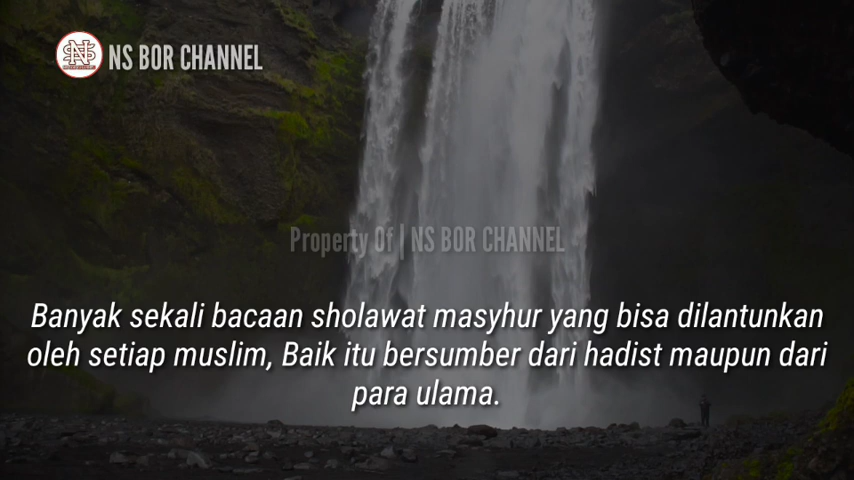 NS BOR CHANNEL
Property Of | NS BOR CHANNEL
Banyak sekali bacaan sholawat masyhur yang bisa dilantunkan
oleh setiap muslim, Baik itu bersumber dari hadist maupun dari
para ulama.